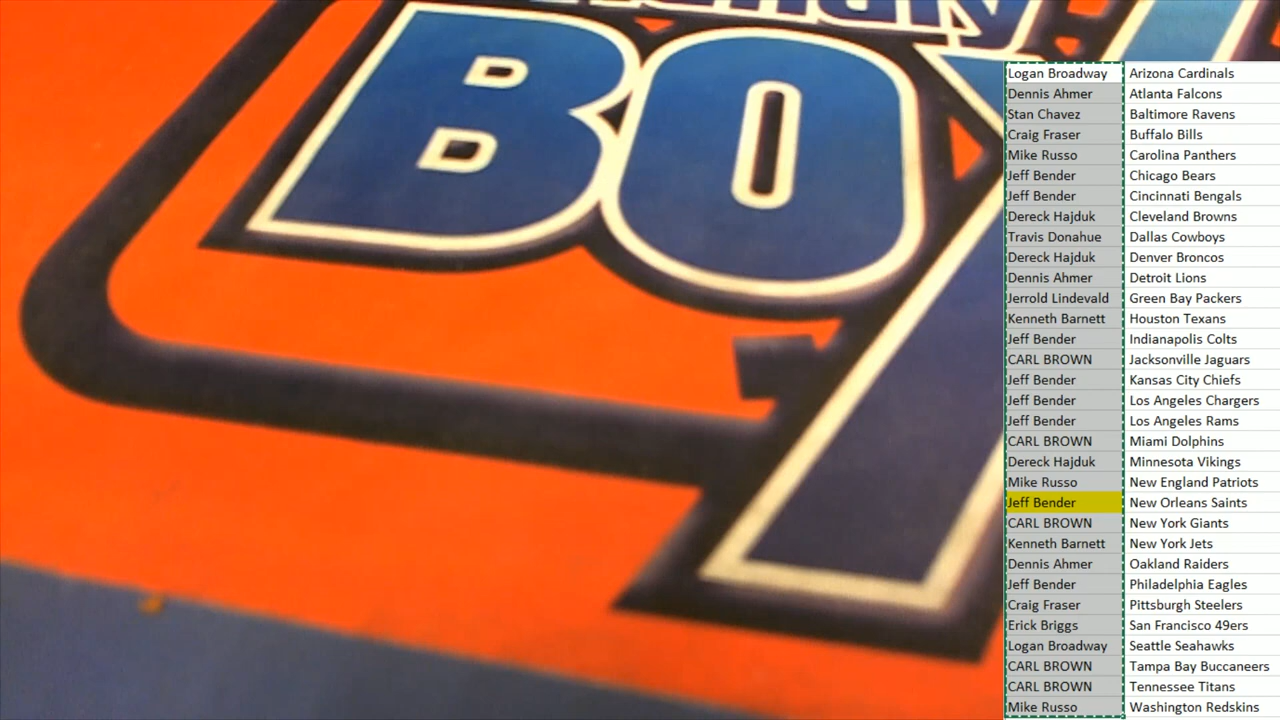 BO
Logan Broadway Arizona Cardinals
Dennis Ahmer Atlanta Falcons
Stan Chavez Baltimore Ravens
Craig Fraser Buffalo Bills
Mike Russo Carolina Panthers
Jeff Bender Chicago Bears
Jeff Bender Cincinnati Bengals
Dereck Hajduk Cleveland Browns
Travis Donahue Dallas Cowboys
Dereck Hajduk Denver Broncos
Dennis Ahmer Detroit Lions
Jerrold Lindevald Green Bay Packers
Kenneth Barnett Houston Texans
Jeff Bender Indianapolis Colts
CARL BROWN Jacksonville Jaguars
Jeff Bender Kansas City Chiefs
Jeff Bender Los Angeles Chargers
Jeff Bender Los Angeles Rams
CARL BROWN Miami Dolphins
Dereck Hajduk Minnesota Vikings
Mike Russo New England Patriots
Jeff Bender New Orleans Saints
CARL BROWN New York Giants
Kenneth Barnett New York Jets
Dennis Ahmer Oakland Raiders
Jeff Bender Philadelphia Eagles
Craig Fraser Pittsburgh Steelers
Erick Briggs San Francisco 49ers
Logan Broadway Seattle Seahawks
CARL BROWN Tampa Bay Buccaneers
CARL BROWN Tennessee Titans
Mike Russo Washington Redskins